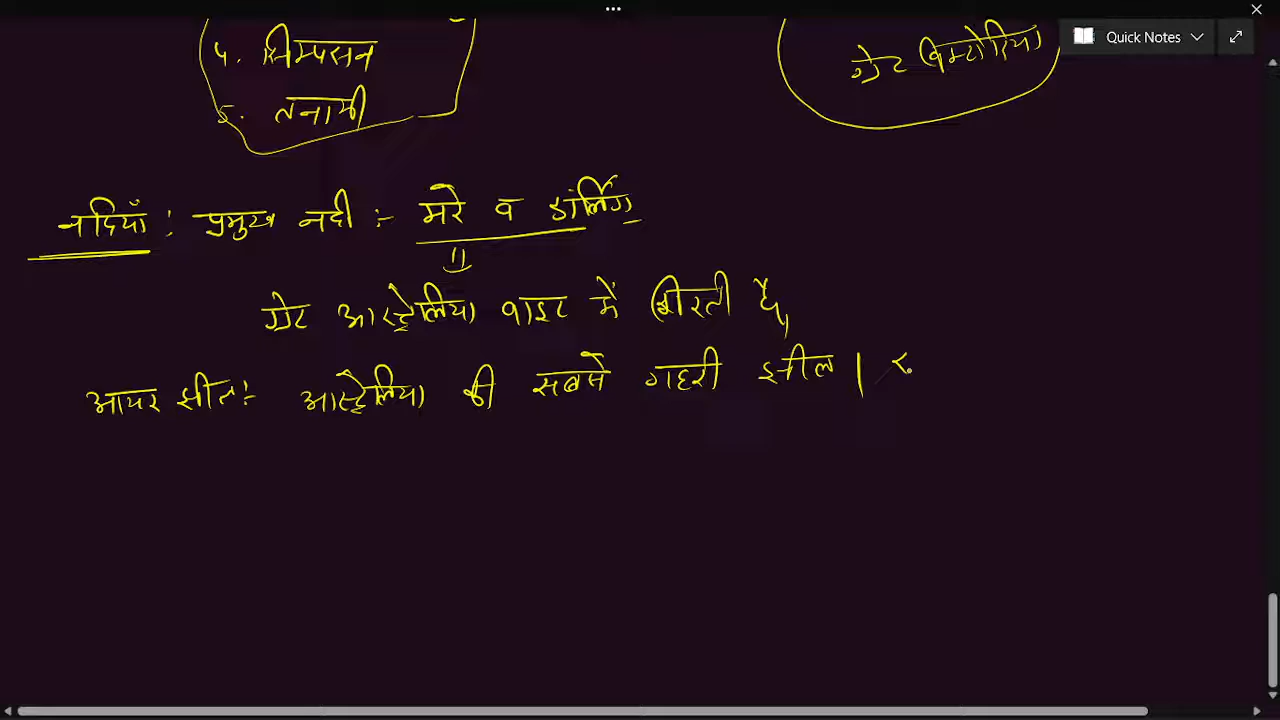 Quick Notes
4. सिम्पसन
5. तनामी
ग्रेट विक्टोरिया
नदियाँ : प्रमुख नदी :- मरे व डार्लिंग
ग्रेट आस्ट्रेलिया वाइट में गिरती है,
आयर झील :- आस्ट्रेलिया की सबसे गहरी झील |